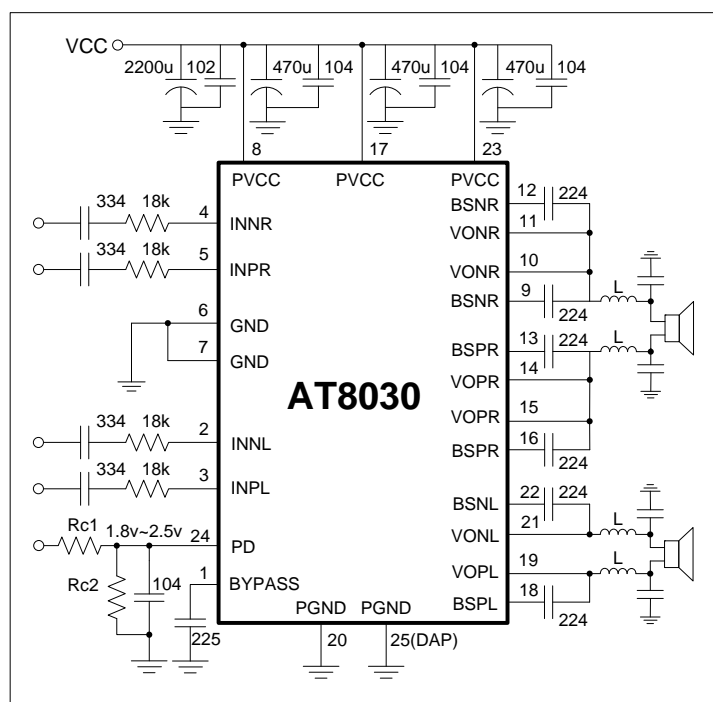 VCC
2200u 102 470u 104 470u 104 470u 104
8 17 23
PVCC PVCC PVCC
334 18k 4 INNR
334 18k 5 INPR
6 GND
7 GND
334 18k 2 INNL
334 18k 3 INPL
Rc1 1.8v~2.5v 24 PD
Rc2 104
1 BYPASS
225
AT8030
BSNR 12 224
VONR 11
VONR 10
BSNR 9 224 L
BSPR 13 224 L
VOPR 14
VOPR 15
BSPR 16 224
BSNL 22 224
VONL 21 L
VOPL 19 L
BSPL 18 224
PGND PGND
20 25(DAP)